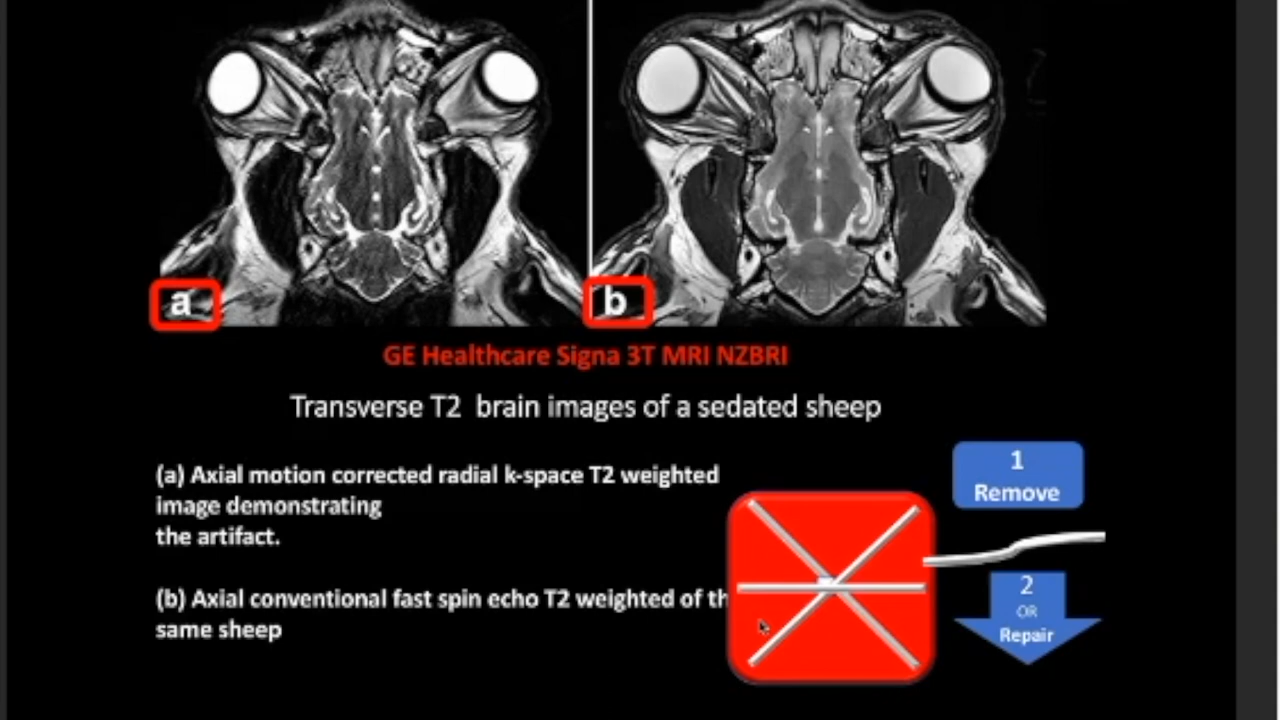 a
b
GE Healthcare Signa 3T MRI NZBRI
Transverse T2 brain images of a sedated sheep
(a) Axial motion corrected radial k-space T2 weighted
image demonstrating
the artifact.
(b) Axial conventional fast spin echo T2 weighted of th
same sheep
1
Remove
2
OR
Repair